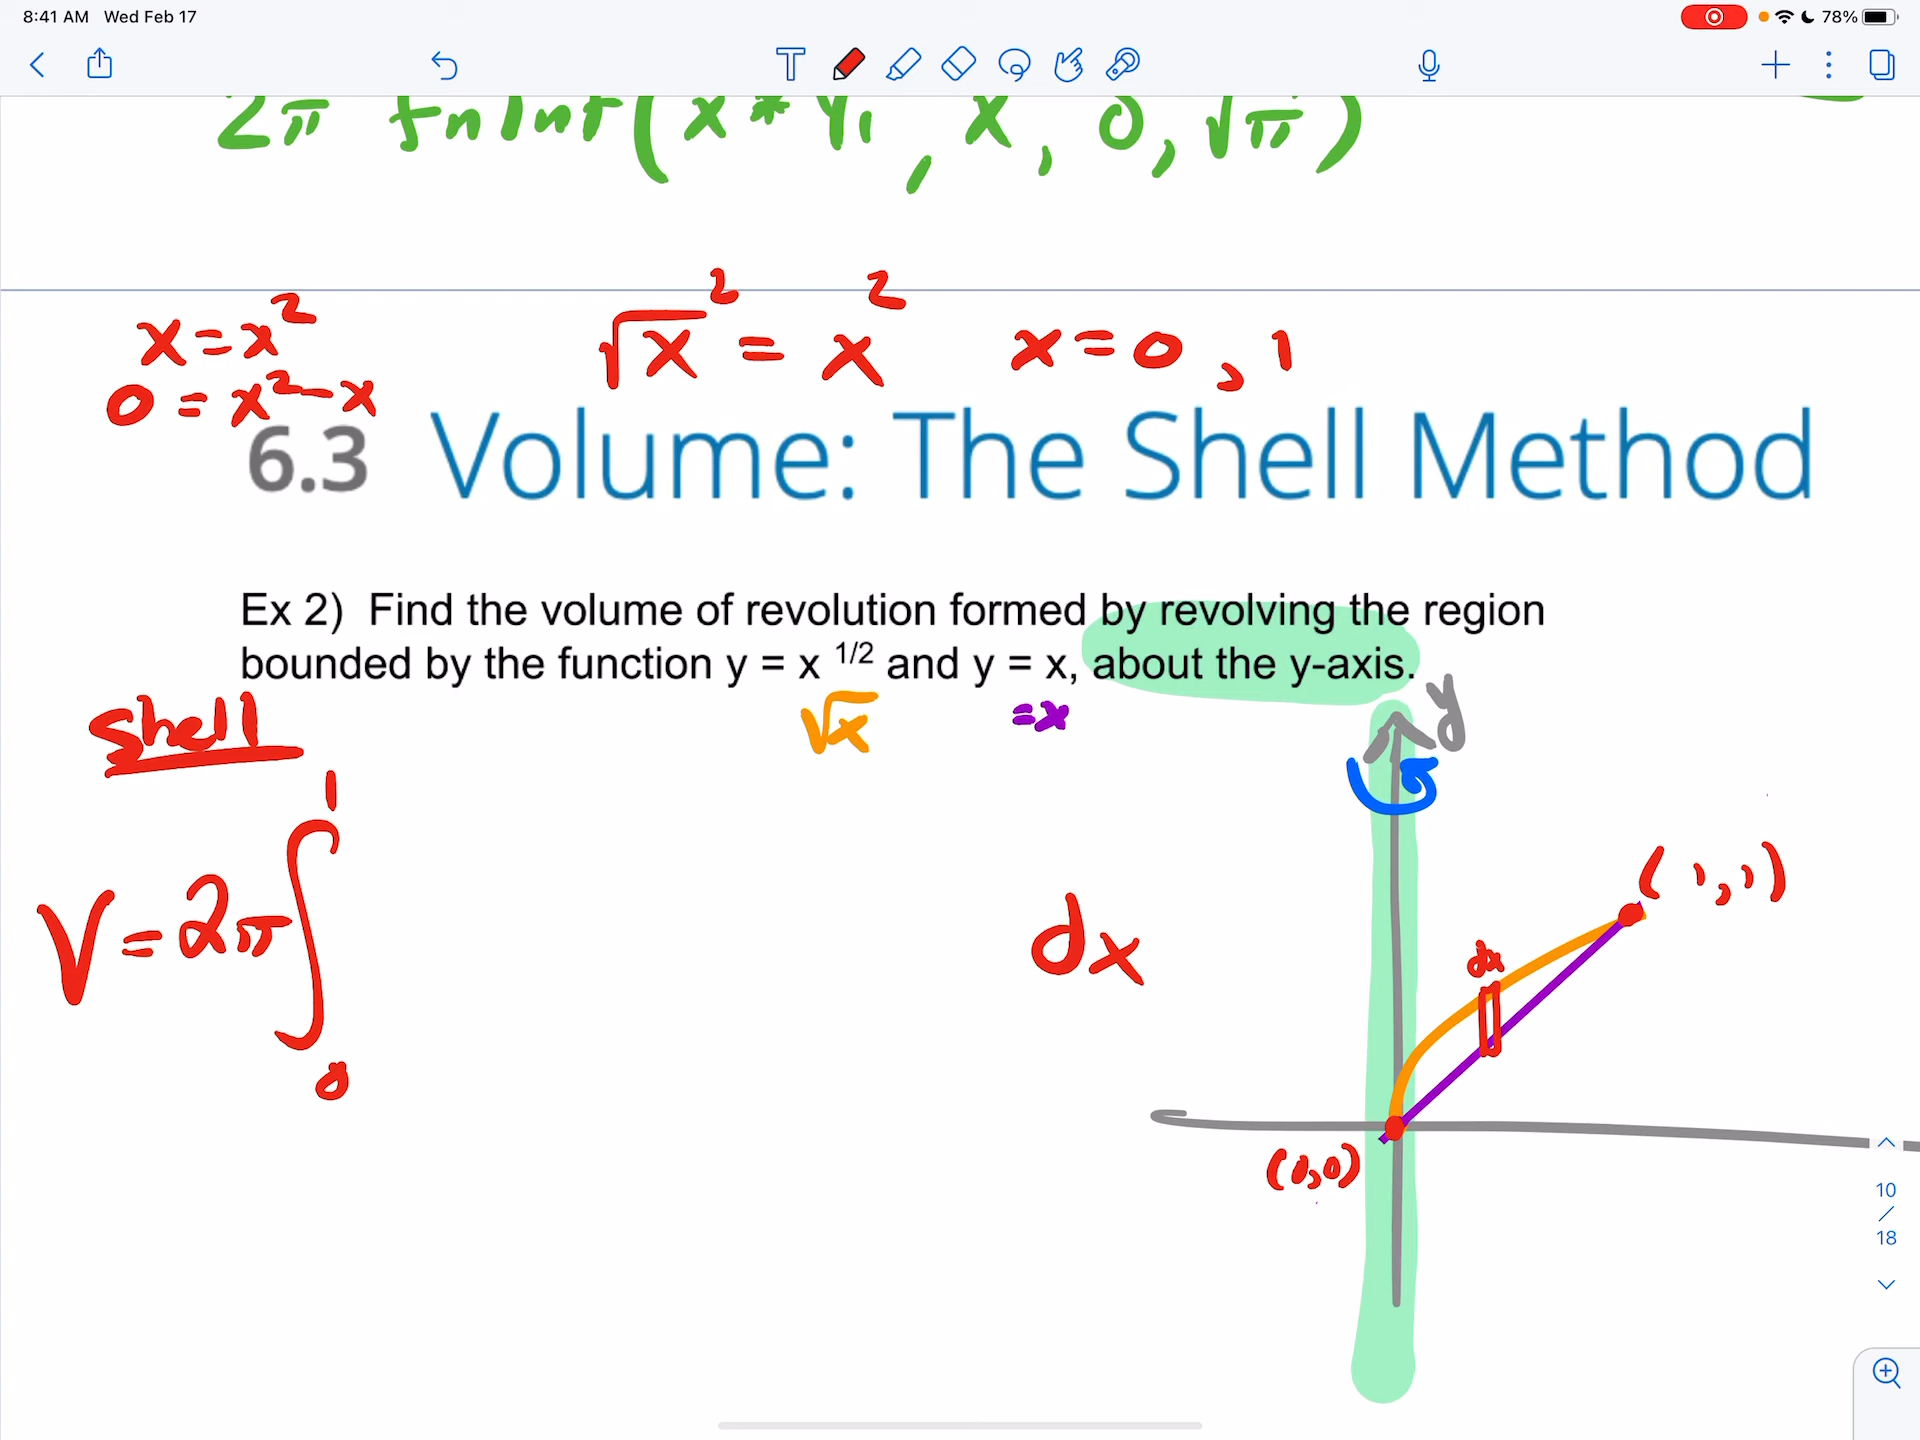 8:41 AM Wed Feb 17
78%
2π fnInt(x*Y₁, x, 0, √π)
x=x²
√x² = x²
x=0, 1
0=x²-x
6.3 Volume: The Shell Method
Ex 2) Find the volume of revolution formed by revolving the region
bounded by the function y = x 1/2 and y = x, about the y-axis.
√x
=x
y
Shell
V=2π∫
1
0
dx
(1,1)
dx
(0,0)
10
/
18